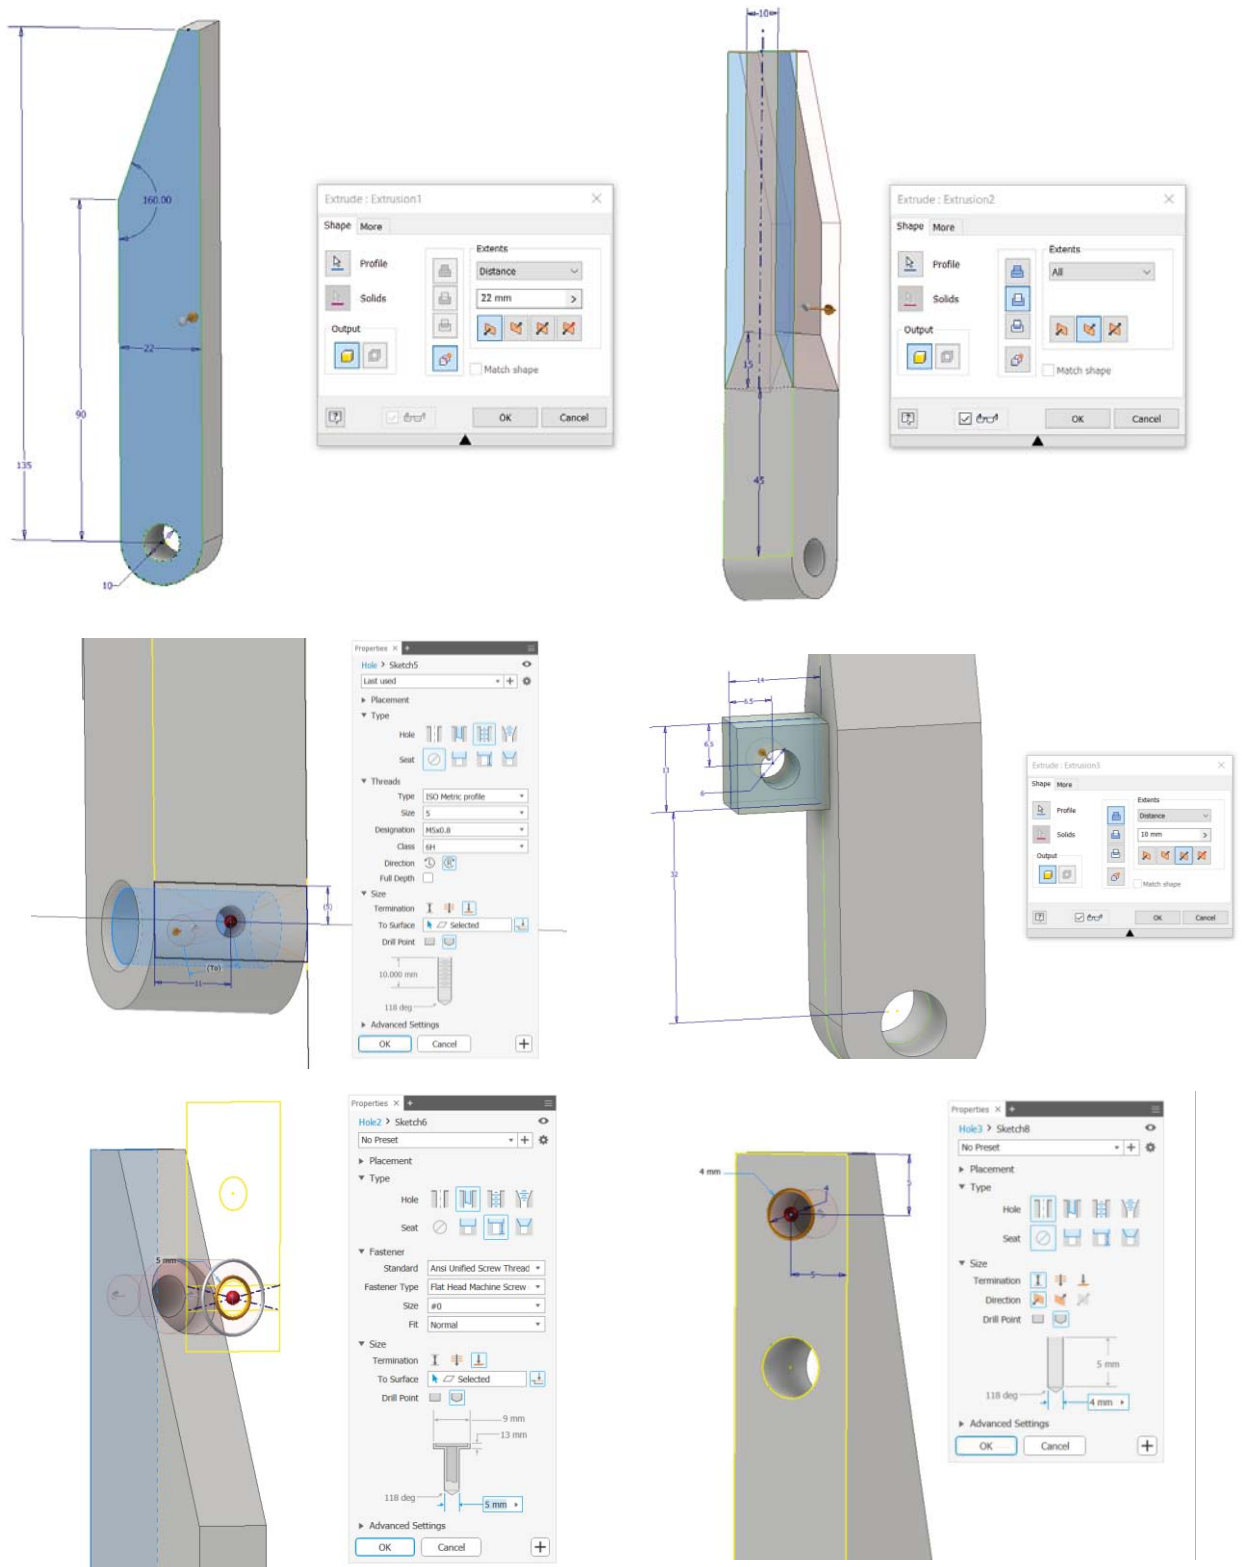 135
160.00
22
90
10
Extrude : Extrusion1
Shape More
Profile
Solids
Output
Extents
Distance
22 mm
Match shape
OK Cancel
10
15
45
Extrude : Extrusion2
Shape More
Profile
Solids
Output
Extents
All
Match shape
OK Cancel
(To)
11
Properties × +
Hole > Sketch5
Last used
Placement
Type
Hole
Seat
Threads
Type ISO Metric profile
Size 5
Designation M5x0.8
Class 6H
Direction
Full Depth
Size
Termination
To Surface Selected
Drill Point
10.000 mm
118 deg
Advanced Settings
OK Cancel
14
6.5
6.5
13
6
32
Extrude : Extrusion3
Shape More
Profile
Solids
Output
Extents
Distance
10 mm
Match shape
OK Cancel
5 mm
Properties × +
Hole2 > Sketch6
No Preset
Placement
Type
Hole
Seat
Fastener
Standard Ansi Unified Screw Thread
Fastener Type Flat Head Machine Screw
Size #0
Fit Normal
Size
Termination
To Surface Selected
Drill Point
9 mm
13 mm
118 deg
5 mm
Advanced Settings
OK Cancel
4 mm
4
5
Properties × +
Hole3 > Sketch8
No Preset
Placement
Type
Hole
Seat
Size
Termination
Direction
Drill Point
5 mm
118 deg
4 mm
Advanced Settings
OK Cancel